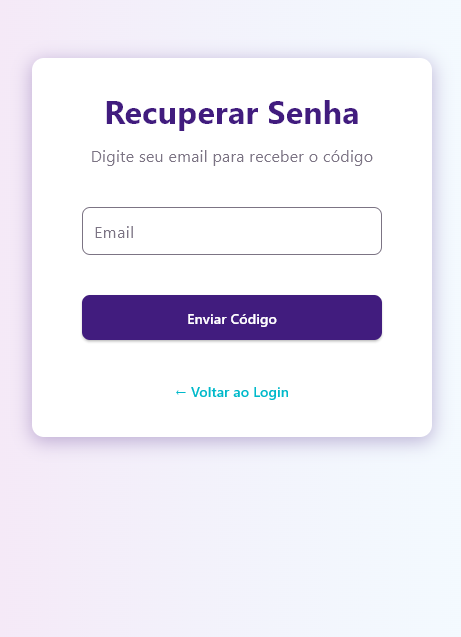 Recuperar Senha
Digite seu email para receber o código
Email
Enviar Código
← Voltar ao Login